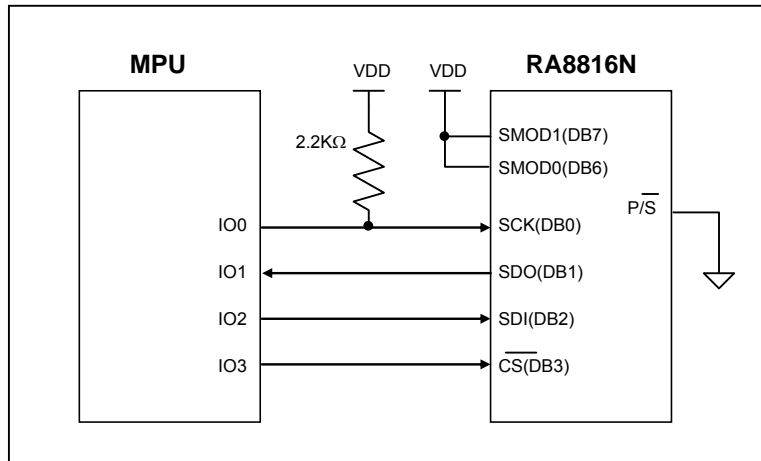 MPU
VDD
VDD
RA8816N
2.2KΩ
SMOD1(DB7)
SMOD0(DB6)
P/S̅
IO0
SCK(DB0)
IO1
SDO(DB1)
IO2
SDI(DB2)
IO3
C̅S̅(DB3)